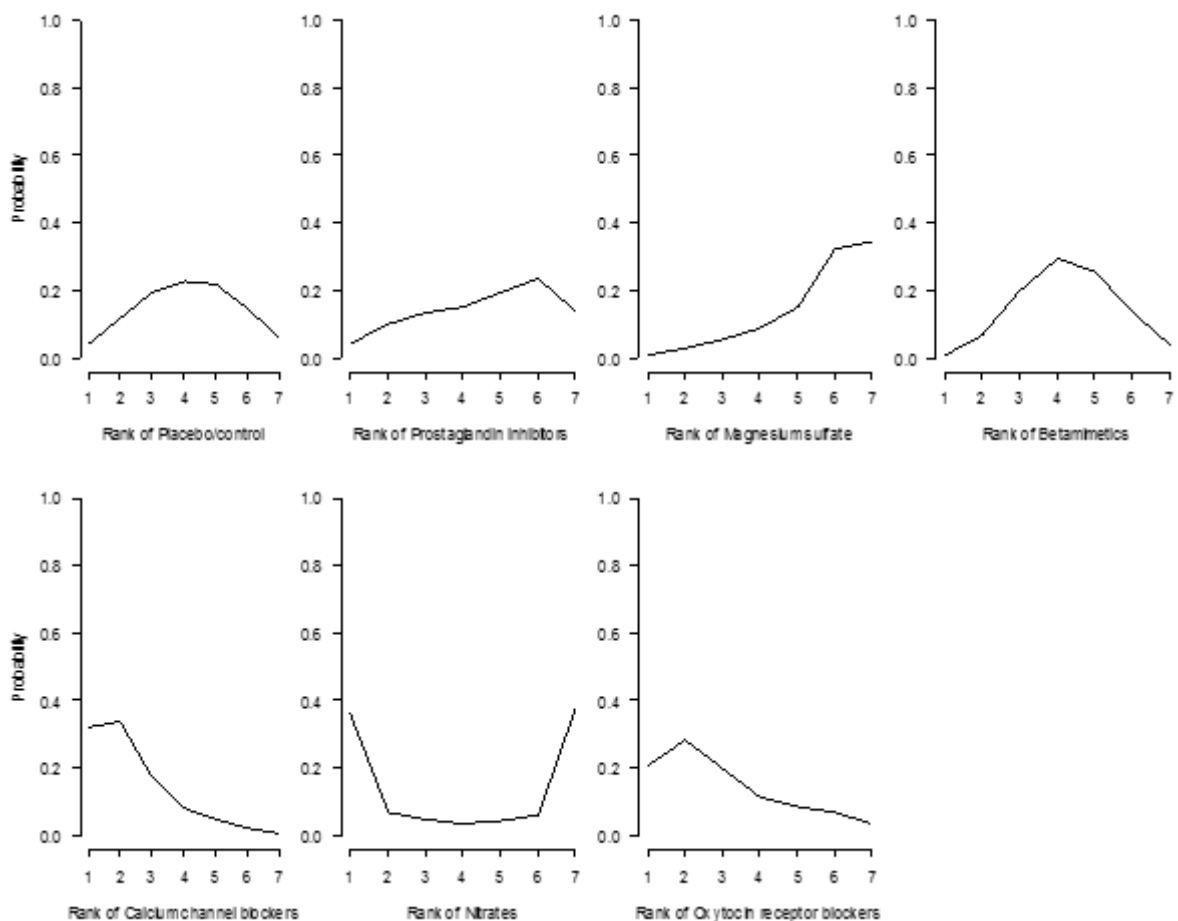 1.0 1.0 1.0 1.0
0.8 0.8 0.8 0.8
0.6 0.6 0.6 0.6
Probability
0.4 0.4 0.4 0.4
0.2 0.2 0.2 0.2
0.0 0.0 0.0 0.0
1 2 3 4 5 6 7 1 2 3 4 5 6 7 1 2 3 4 5 6 7 1 2 3 4 5 6 7
Rank of Placebo/control Rank of Prostaglandin Inhibitors Rank of Magnesium sulfate Rank of Betamimetics
1.0 1.0 1.0
0.8 0.8 0.8
0.6 0.6 0.6
Probability
0.4 0.4 0.4
0.2 0.2 0.2
0.0 0.0 0.0
1 2 3 4 5 6 7 1 2 3 4 5 6 7 1 2 3 4 5 6 7
Rank of Calcium channel blockers Rank of Nitrates Rank of Oxytocin receptor blockers